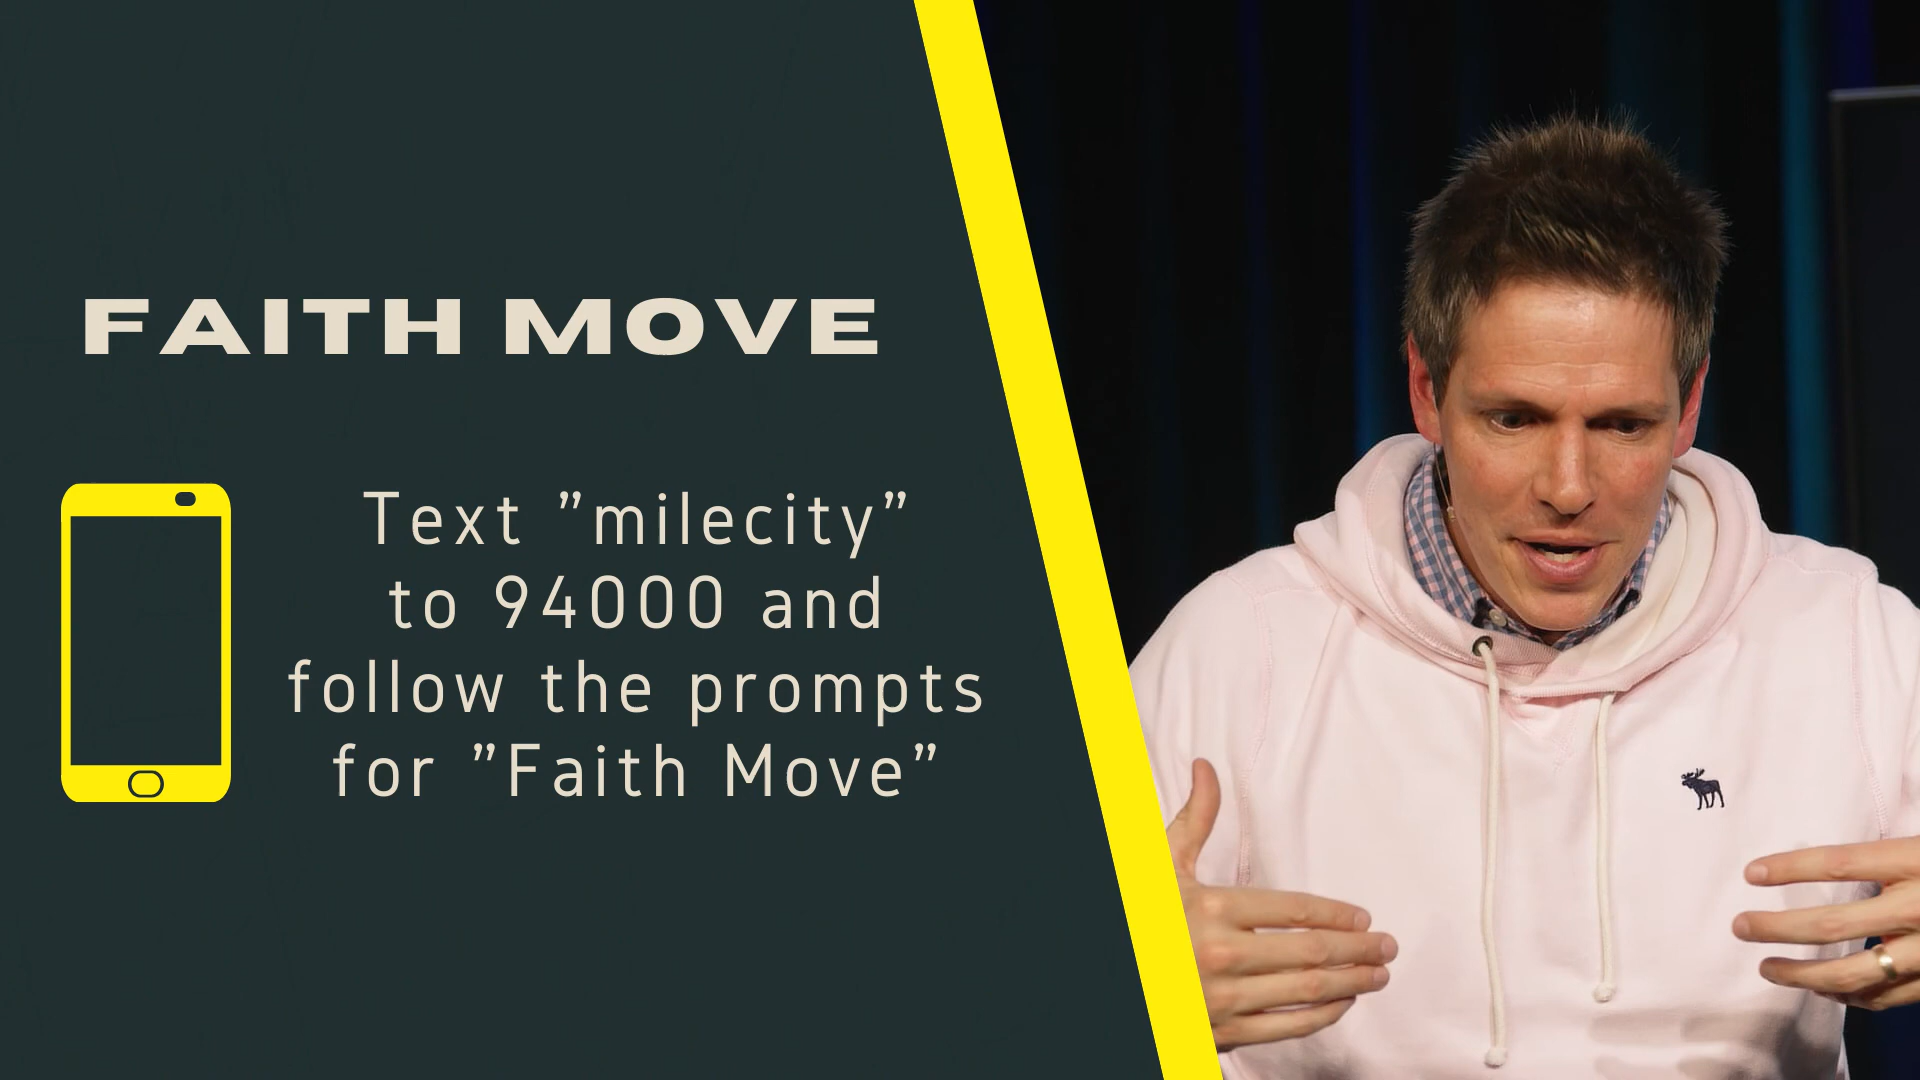 FAITH MOVE
Text "milecity"
to 94000 and
follow the prompts
for "Faith Move"